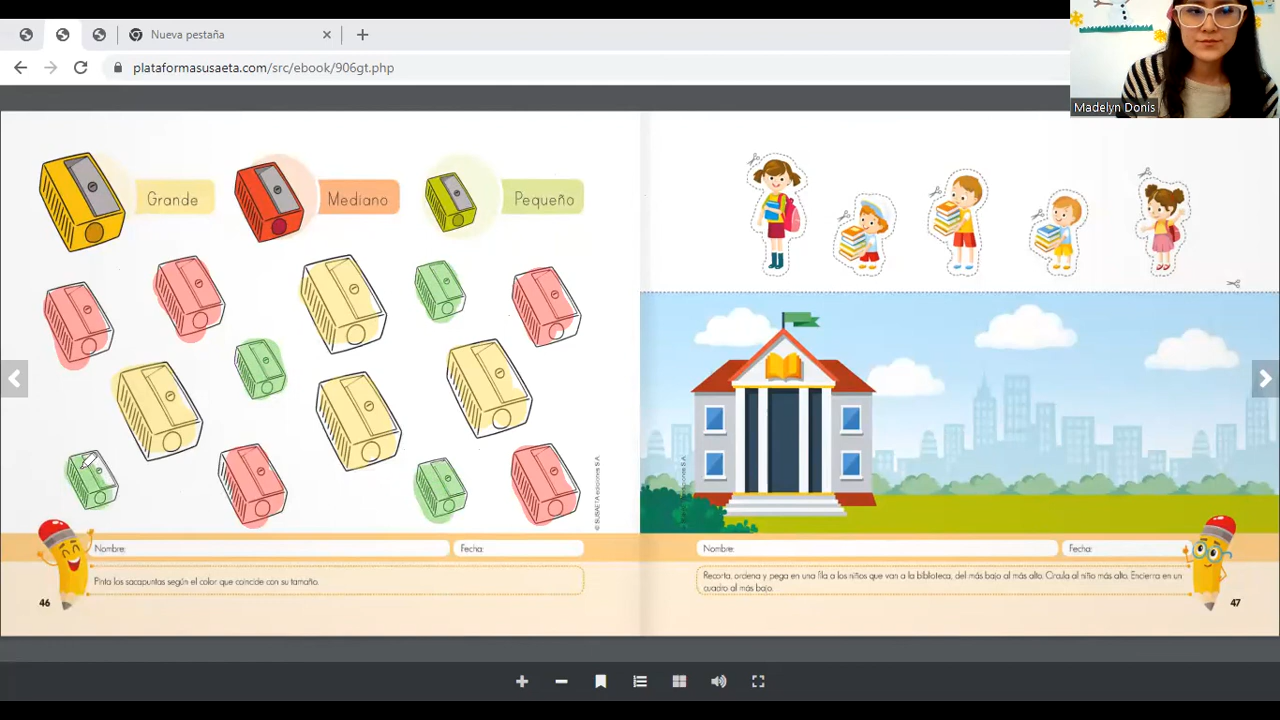 Nueva pestaña
plataformasusaeta.com/src/ebook/906gt.php
Madelyn Donis
Grande
Mediano
Pequeño
© SUSAETA ediciones S.A.
Nombre:
Fecha:
Pinta los sacapuntas según el color que coincide con su tamaño.
46
ediciones S.A.
Nombre:
Fecha:
Recorta, ordena y pega en una fila a los niños que van a la biblioteca, del más bajo al más alto. Circula al niño más alto. Encierra en un
cuadro al más bajo.
47